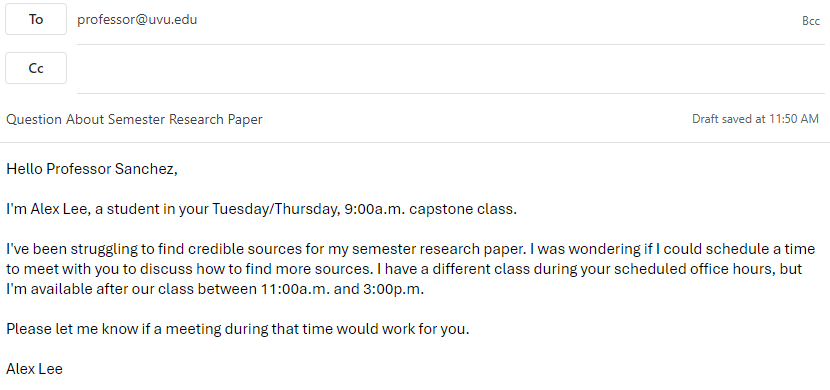 To
professor@uvu.edu
Bcc
Cc
Question About Semester Research Paper
Draft saved at 11:50 AM
Hello Professor Sanchez,
I'm Alex Lee, a student in your Tuesday/Thursday, 9:00a.m. capstone class.
I've been struggling to find credible sources for my semester research paper. I was wondering if I could schedule a time
to meet with you to discuss how to find more sources. I have a different class during your scheduled office hours, but
I'm available after our class between 11:00a.m. and 3:00p.m.
Please let me know if a meeting during that time would work for you.
Alex Lee